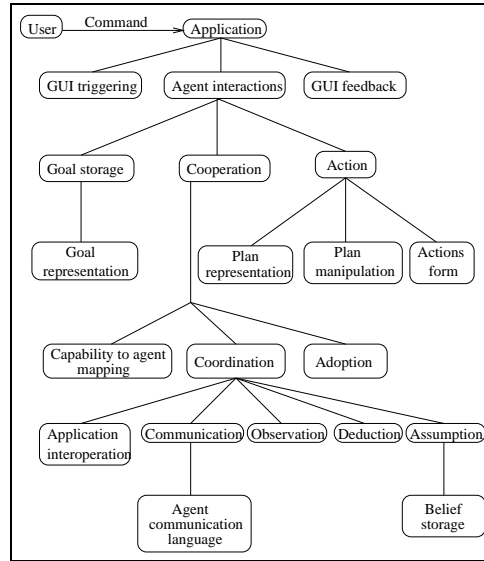 User
Command
Application
GUI triggering
Agent interactions
GUI feedback
Goal storage
Cooperation
Action
Goal
representation
Plan
representation
Plan
manipulation
Actions
form
Capability to agent
mapping
Coordination
Adoption
Application
interoperation
Communication
Observation
Deduction
Assumption
Agent
communication
language
Belief
storage